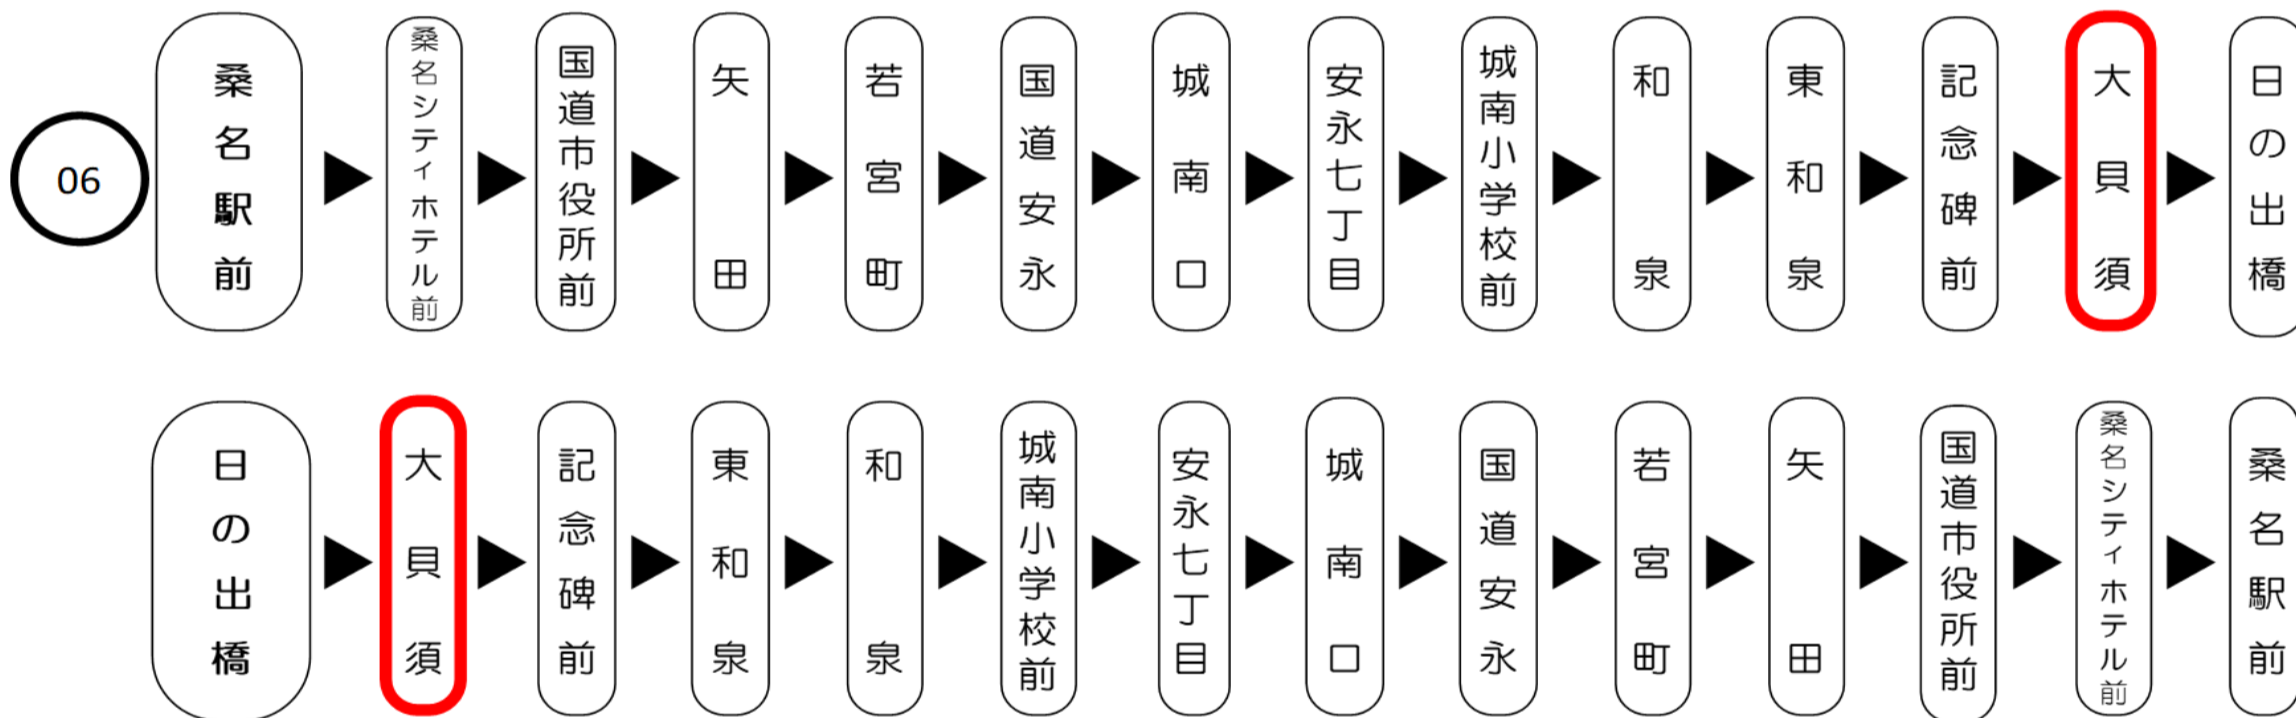 06
桑名駅前
桑名シティホテル前
国道市役所前
矢田
若宮町
国道安永
城南口
安永七丁目
城南小学校前
和泉
東和泉
記念碑前
大貝須
日の出橋
日の出橋
大貝須
記念碑前
東和泉
和泉
城南小学校前
安永七丁目
城南口
国道安永
若宮町
矢田
国道市役所前
桑名シティホテル前
桑名駅前